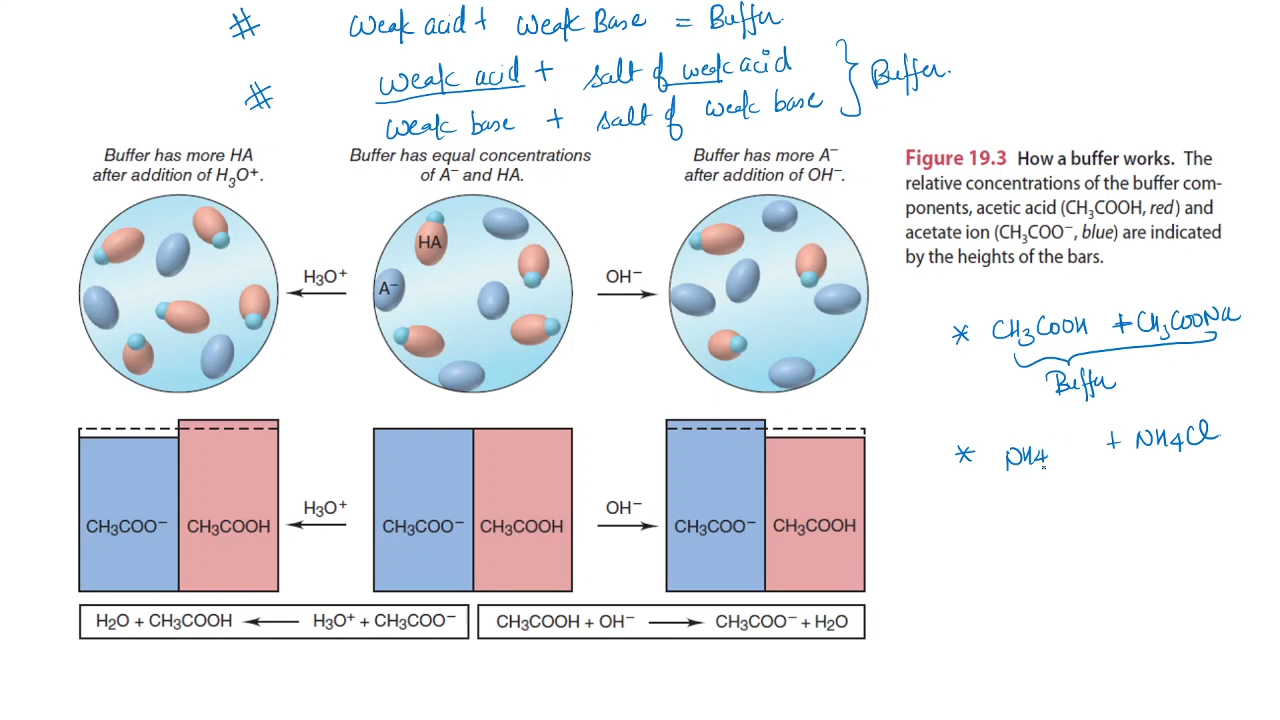 # Weak acid + Weak Base = Buffer.
# Weak acid + Salt of weak acid
Weak base + Salt of weak base
} Buffer.
Buffer has more HA
after addition of H₃O⁺.
Buffer has equal concentrations
of A⁻ and HA.
Buffer has more A⁻
after addition of OH⁻.
Figure 19.3 How a buffer works. The
relative concentrations of the buffer com-
ponents, acetic acid (CH₃COOH, red) and
acetate ion (CH₃COO⁻, blue) are indicated
by the heights of the bars.
HA
A⁻
H₃O⁺
OH⁻
* CH₃COOH + CH₃COONa
Buffer
* NH4 + NH4Cl
H₃O⁺
OH⁻
CH₃COO⁻ CH₃COOH
CH₃COO⁻ CH₃COOH
CH₃COO⁻ CH₃COOH
H₂O + CH₃COOH ← H₃O⁺ + CH₃COO⁻
CH₃COOH + OH⁻ → CH₃COO⁻ + H₂O